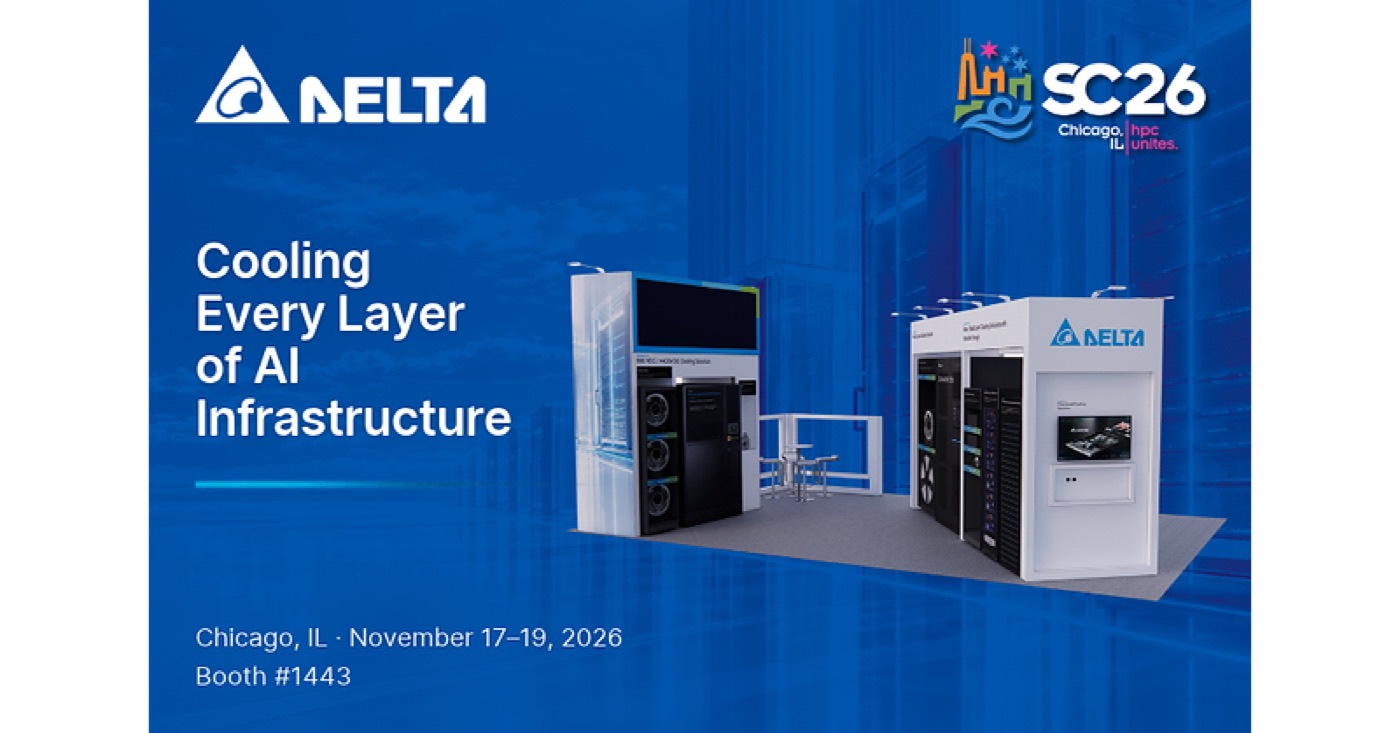 DELTA
SC26
Chicago, IL
hpc unites.
Cooling
Every Layer
of AI
Infrastructure
DELTA
Chicago, IL · November 17–19, 2026
Booth #1443